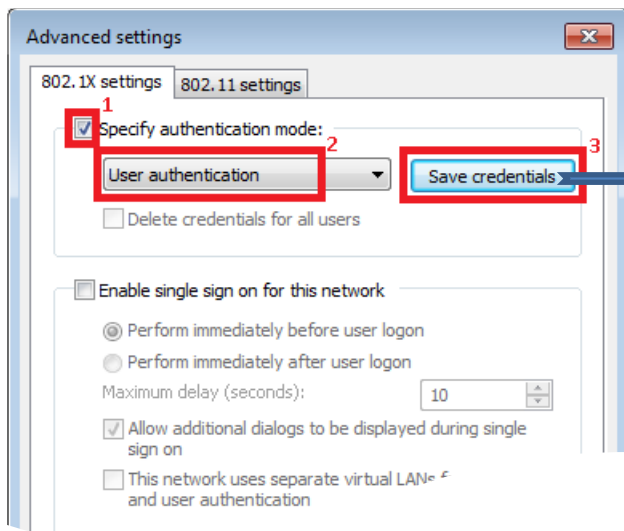 Advanced settings
802.1X settings
802.11 settings
1
Specify authentication mode:
2
User authentication
3
Save credentials
Delete credentials for all users
Enable single sign on for this network
Perform immediately before user logon
Perform immediately after user logon
Maximum delay (seconds):
10
Allow additional dialogs to be displayed during single
sign on
This network uses separate virtual LANs
and user authentication